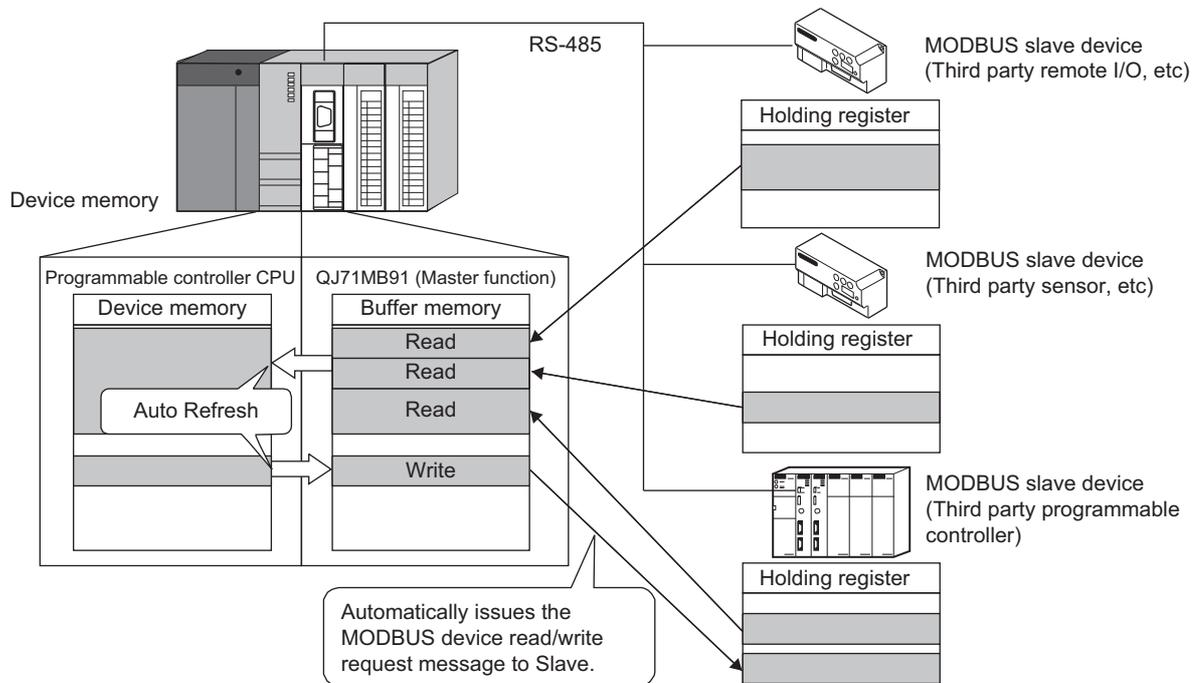 RS-485
MODBUS slave device
(Third party remote I/O, etc)
Holding register
Device memory
MODBUS slave device
(Third party sensor, etc)
Holding register
Programmable controller CPU
QJ71MB91 (Master function)
Device memory
Buffer memory
Read
Read
Read
Auto Refresh
Write
MODBUS slave device
(Third party programmable
controller)
Holding register
Automatically issues the
MODBUS device read/write
request message to Slave.